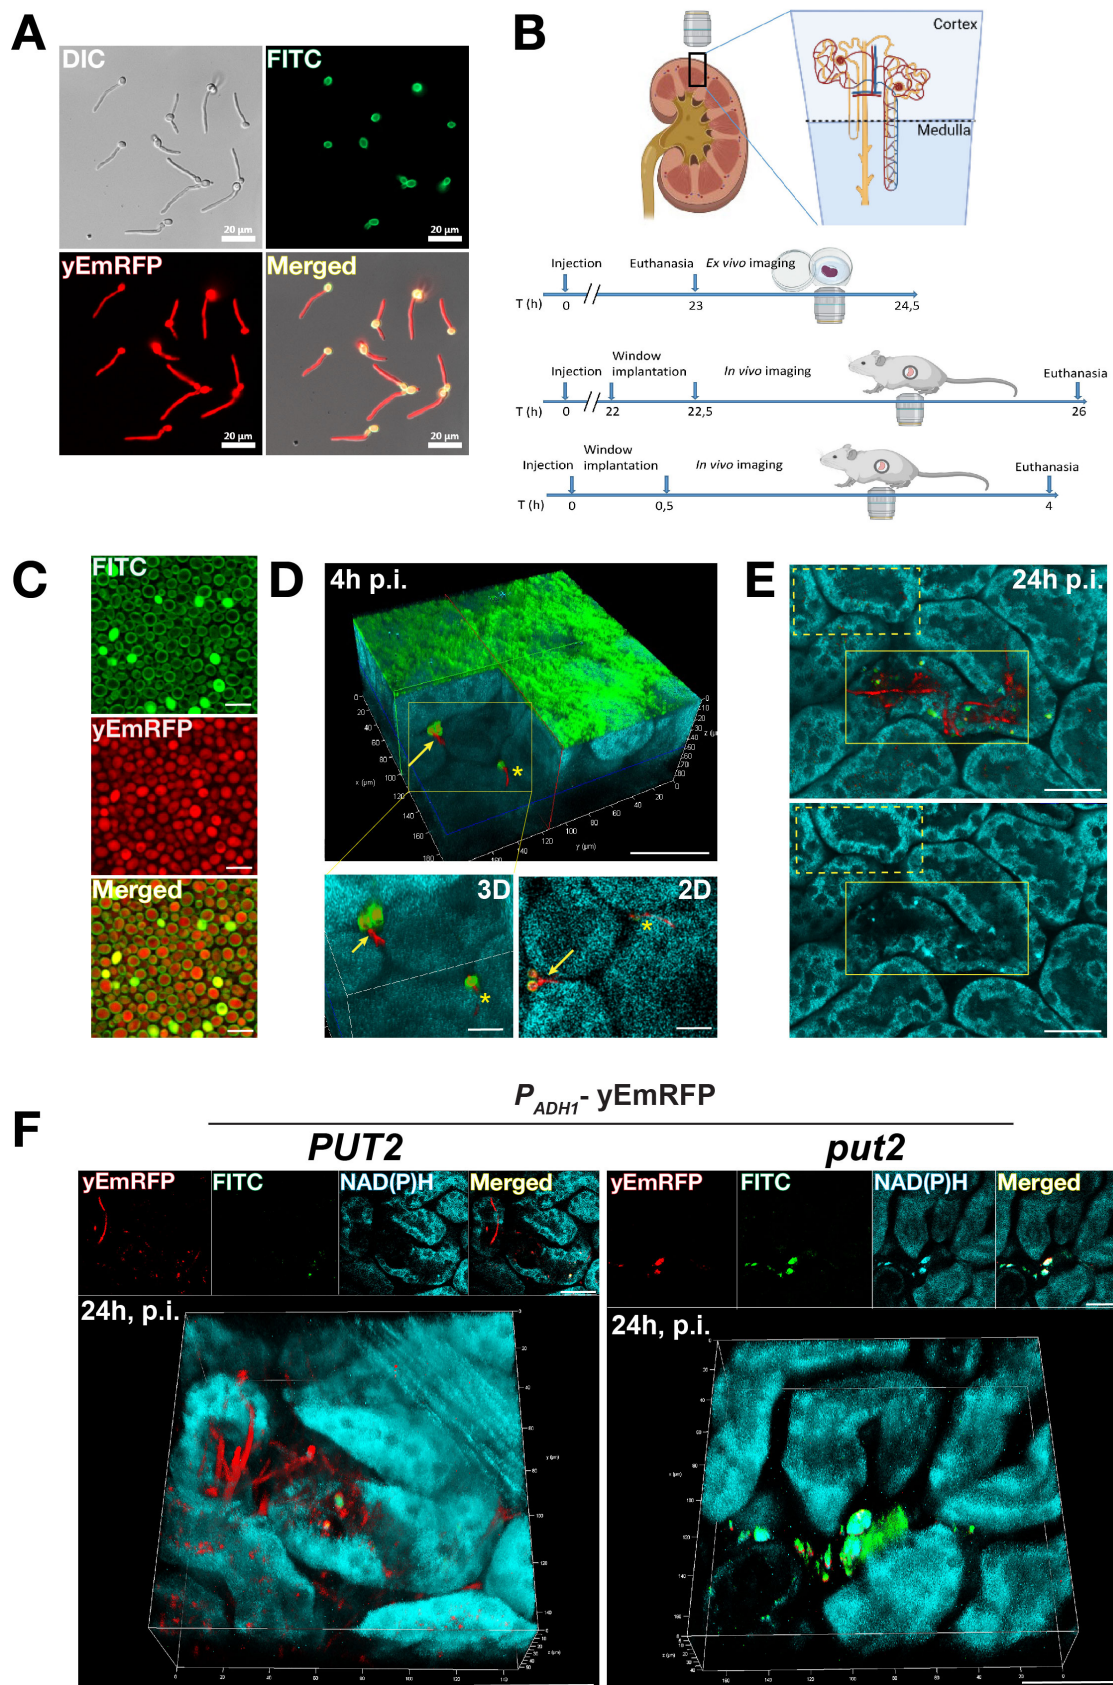 A
DIC
FITC
20 µm
20 µm
yEmRFP
Merged
20 µm
20 µm
B
Cortex
Medulla
Injection
Euthanasia
Ex vivo imaging
T (h)
0
23
24,5
Window
Injection
implantation
In vivo imaging
Euthanasia
T (h)
0
22
22,5
26
Window
Injection
implantation
In vivo imaging
Euthanasia
T (h)
0
0,5
4
C
FITC
yEmRFP
Merged
D
4h p.i.
*
3D
*
2D
*
E
24h p.i.
F
P ADH1 - yEmRFP
PUT2
put2
yEmRFP
FITC
NAD(P)H
Merged
24h, p.i.
yEmRFP
FITC
NAD(P)H
Merged
24h, p.i.